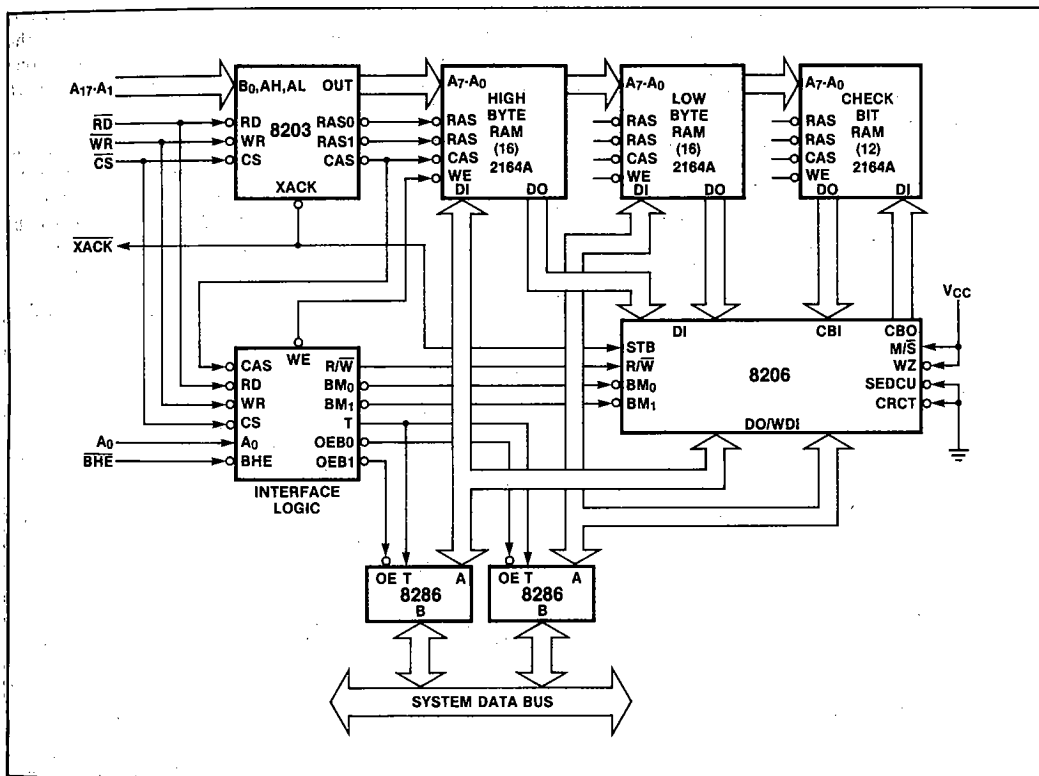 A₁₇-A₁
RD
WR
CS
B₀,AH,AL OUT
RD RAS0
8203
WR RAS1
CS CAS
XACK
A₇-A₀
HIGH
BYTE
RAM
(16)
2164A
RAS
RAS
CAS
WE
DI DO
A₇-A₀
LOW
BYTE
RAM
(16)
2164A
RAS
RAS
CAS
WE
DI DO
A₇-A₀
CHECK
BIT
RAM
(12)
2164A
RAS
RAS
CAS
WE
DO DI
XACK
WE
CAS R/W
RD BM₀
WR BM₁
CS T
A₀ A₀ OEB0
BHE BHE OEB1
INTERFACE
LOGIC
DI CBI CBO
STB
R/W
BM₀
BM₁
8206
M/S
WZ
SEDCU
CRCT
DO/WDI
VCC
OE T A
8286
B
OE T A
8286
B
SYSTEM DATA BUS